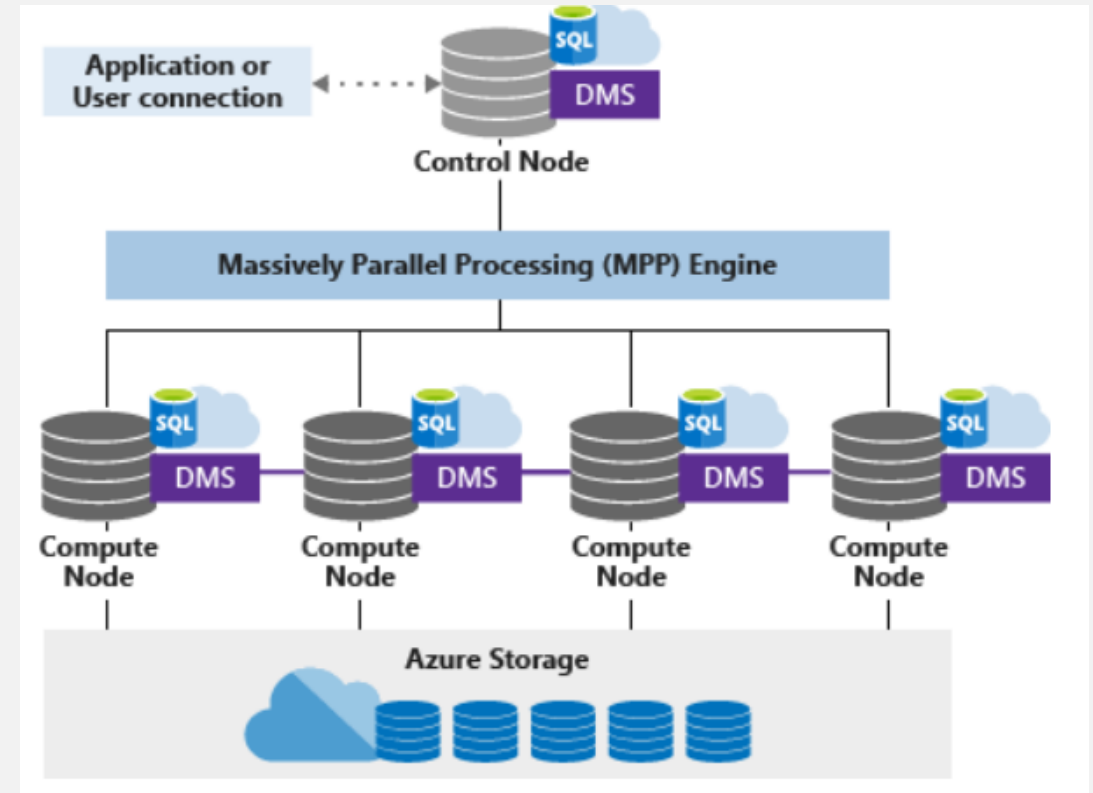 SQL
Application or
User connection
DMS
Control Node
Massively Parallel Processing (MPP) Engine
SQL
SQL
SQL
SQL
DMS
DMS
DMS
DMS
Compute
Node
Compute
Node
Compute
Node
Compute
Node
Azure Storage